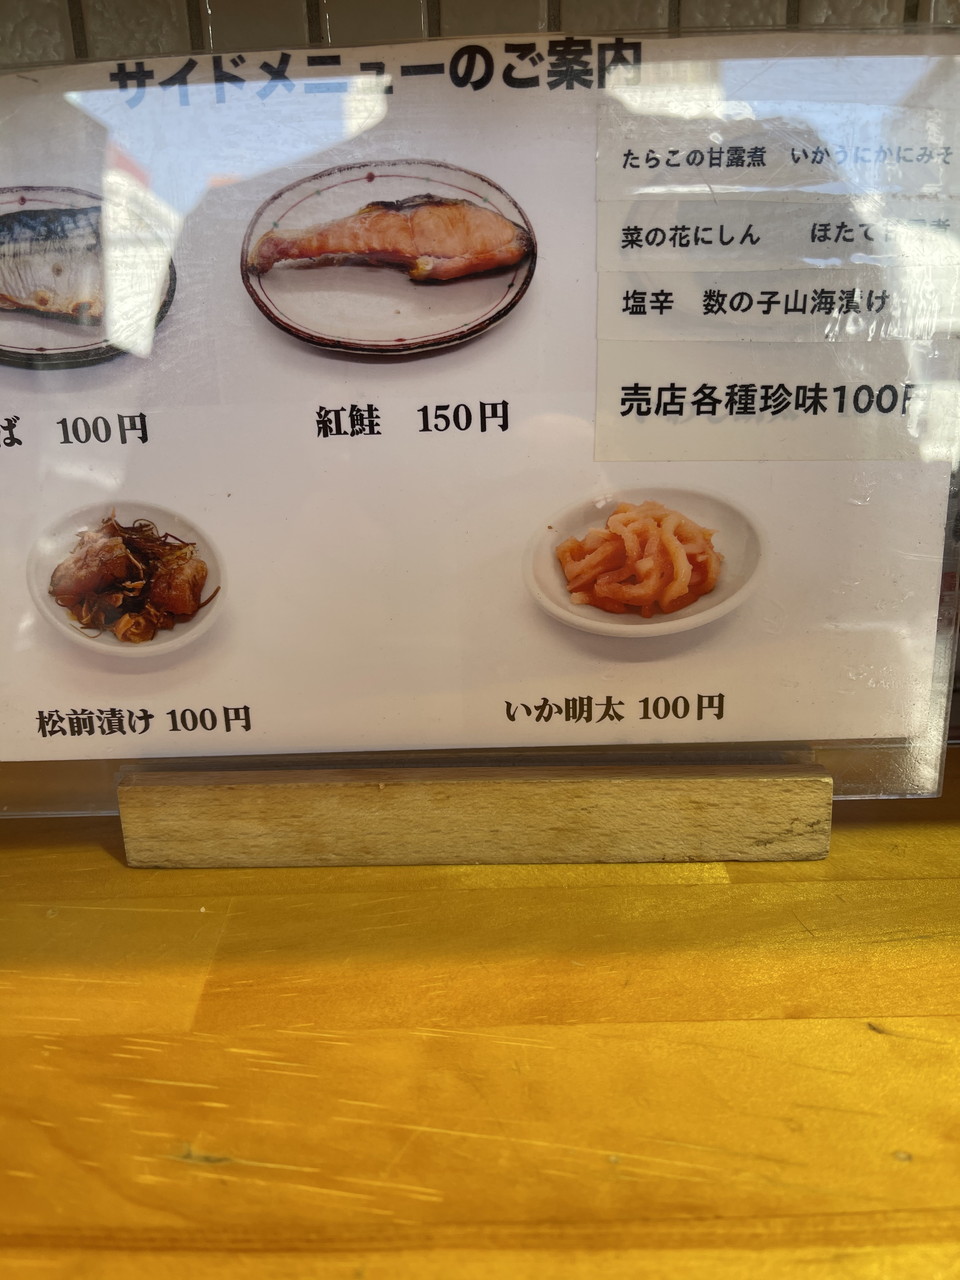 サイドメニューのご案内
たらこの甘露煮 いかうにかにみそ
菜の花にしん ほたて甘露煮
塩辛 数の子山海漬け
売店各種珍味100円
ば 100円
紅鮭 150円
松前漬け 100円
いか明太 100円